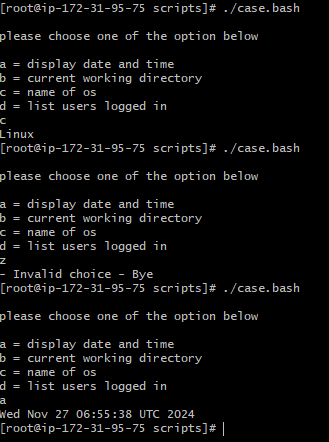 [root@ip-172-31-95-75 scripts]# ./case.bash
please choose one of the option below
a = display date and time
b = current working directory
c = name of os
d = list users logged in
c
Linux
[root@ip-172-31-95-75 scripts]# ./case.bash
please choose one of the option below
a = display date and time
b = current working directory
c = name of os
d = list users logged in
z
- Invalid choice - Bye
[root@ip-172-31-95-75 scripts]# ./case.bash
please choose one of the option below
a = display date and time
b = current working directory
c = name of os
d = list users logged in
a
Wed Nov 27 06:55:38 UTC 2024
[root@ip-172-31-95-75 scripts]#